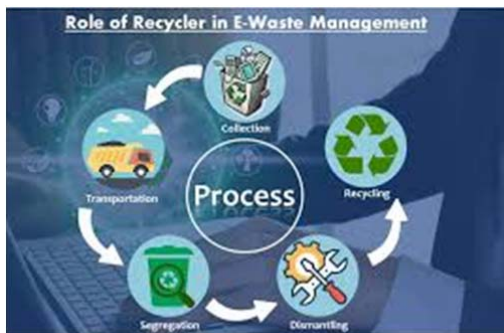 Role of Recycler in E-Waste Management
Collection
Transportation
Process
Recycling
Segregation
Dismantling